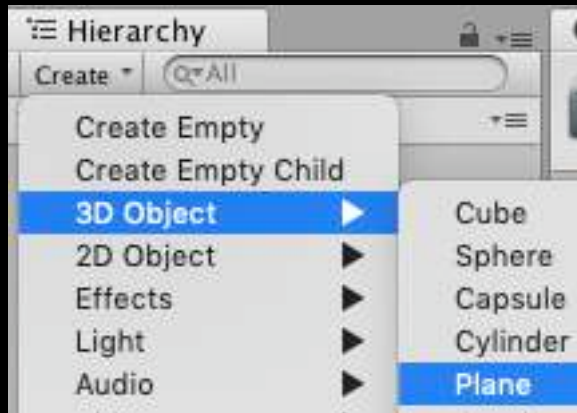 Hierarchy
Create
All
Create Empty
Create Empty Child
3D Object
2D Object
Effects
Light
Audio
Cube
Sphere
Capsule
Cylinder
Plane